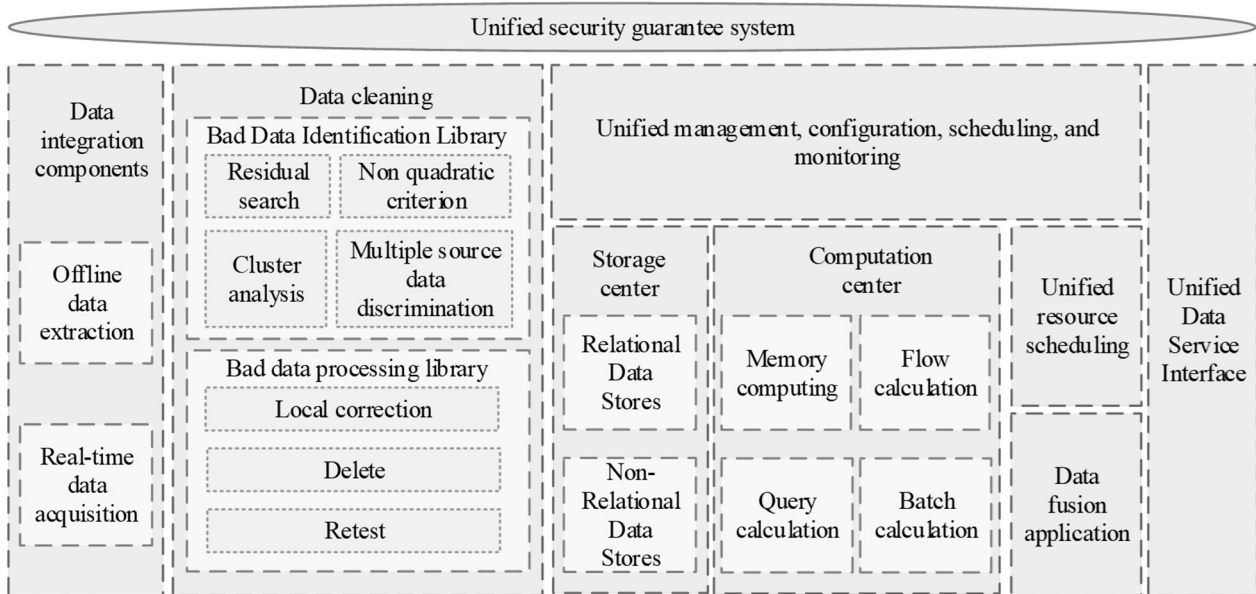 Unified security guarantee system
Data
integration
components
Offline
data
extraction
Real-time
data
acquisition
Data cleaning
Bad Data Identification Library
Residual
search
Non quadratic
criterion
Cluster
analysis
Multiple source
data
discrimination
Bad data processing library
Local correction
Delete
Retest
Unified management, configuration, scheduling, and
monitoring
Storage
center
Relational
Data
Stores
Non-
Relational
Data
Stores
Computation
center
Memory
computing
Flow
calculation
Query
calculation
Batch
calculation
Unified
resource
scheduling
Data
fusion
application
Unified
Data
Service
Interface